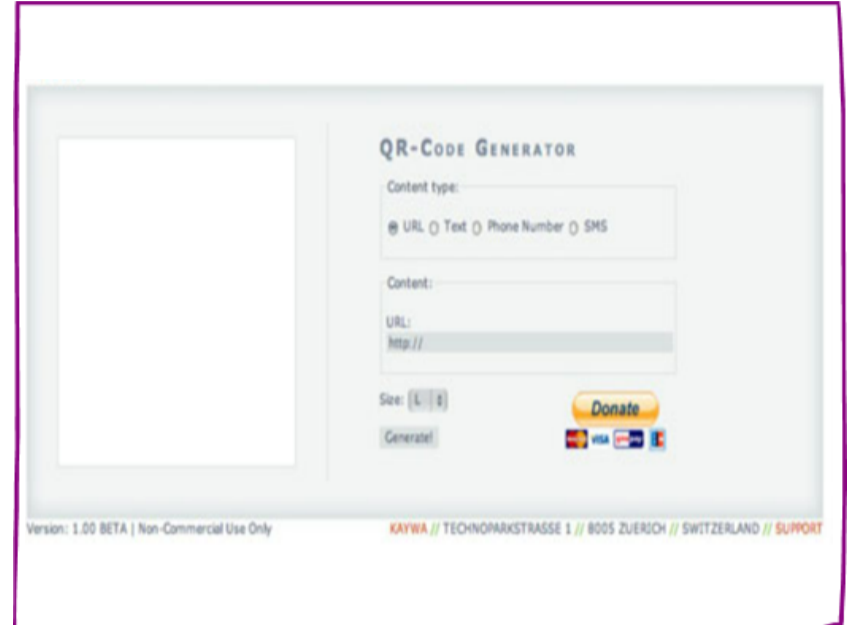 QR-CODE GENERATOR
Content type:
URL Text Phone Number SMS
Content:
URL:
http://
Size: L
Generate!
Donate
VISA
Version: 1.00 BETA | Non-Commercial Use Only
KAYWA // TECHNOPARKSTRASSE 1 // 8005 ZUERICH // SWITZERLAND // SUPPORT